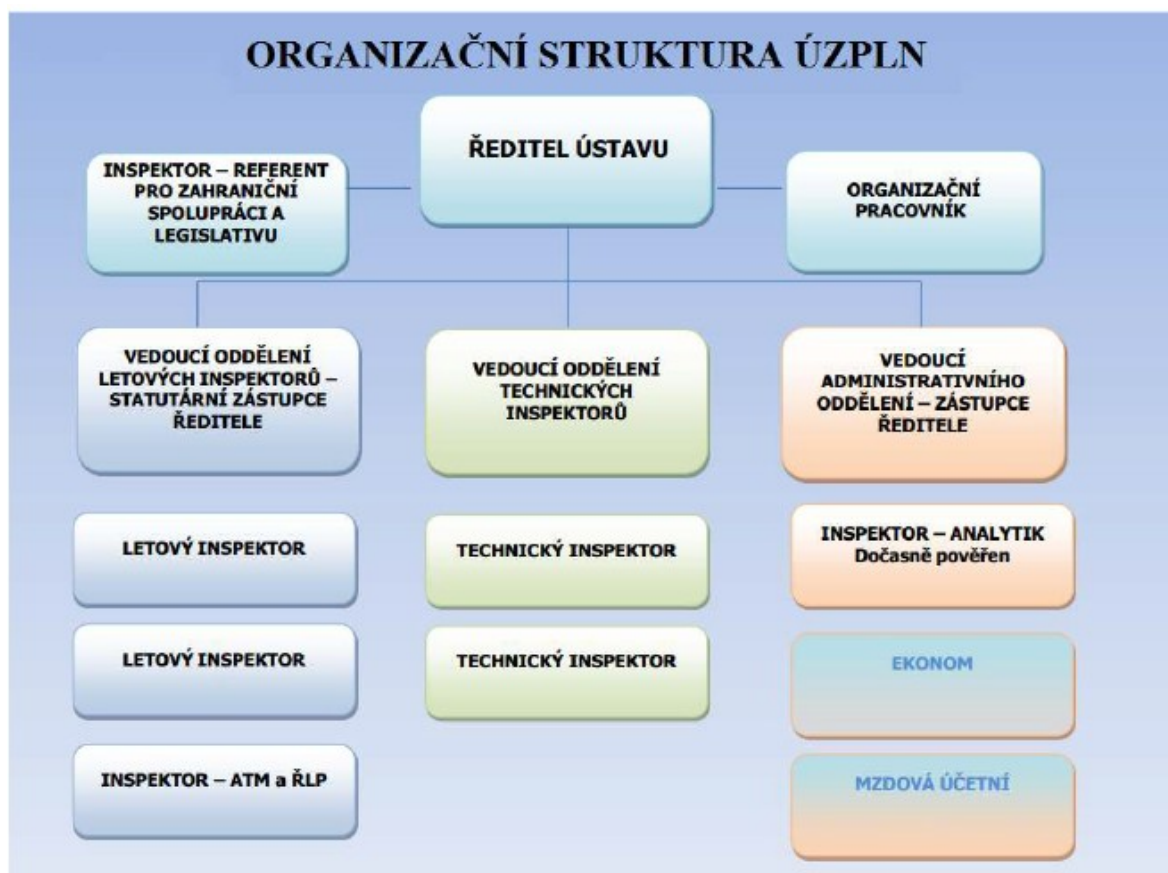 ORGANIZAČNÍ STRUKTURA ÚZPLN
ŘEDITEL ÚSTAVU
INSPEKTOR – REFERENT
PRO ZAHRANIČNÍ
SPOLUPRÁCI A
LEGISLATIVU
ORGANIZAČNÍ
PRACOVNÍK
VEDOUCÍ ODDĚLENÍ
LETOVÝCH INSPEKTORŮ –
STATUTÁRNÍ ZÁSTUPCE
ŘEDITELE
VEDOUCÍ ODDĚLENÍ
TECHNICKÝCH
INSPEKTORŮ
VEDOUCÍ
ADMINISTRATIVNÍHO
ODDĚLENÍ – ZÁSTUPCE
ŘEDITELE
LETOVÝ INSPEKTOR
TECHNICKÝ INSPEKTOR
INSPEKTOR – ANALYTIK
Dočasně pověřen
LETOVÝ INSPEKTOR
TECHNICKÝ INSPEKTOR
EKONOM
INSPEKTOR – ATM a ŘLP
MZDOVÁ ÚČETNÍ